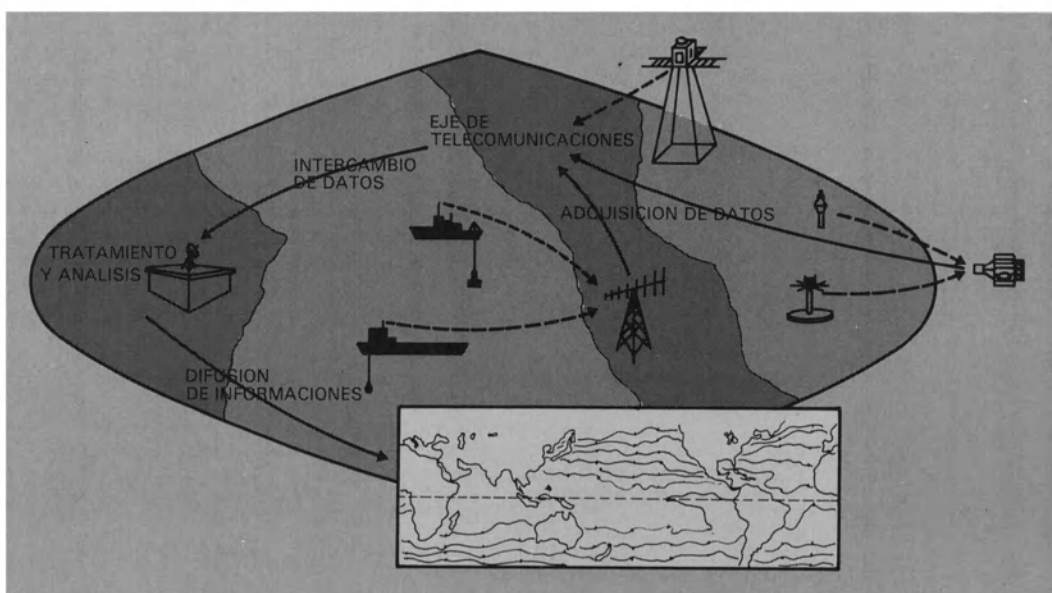 EJE DE
TELECOMUNICACIONES
INTERCAMBIO
DE DATOS
ADQUISICION DE DATOS
TRATAMIENTO
Y ANALISIS
DIFUSION
DE INFORMACIONES